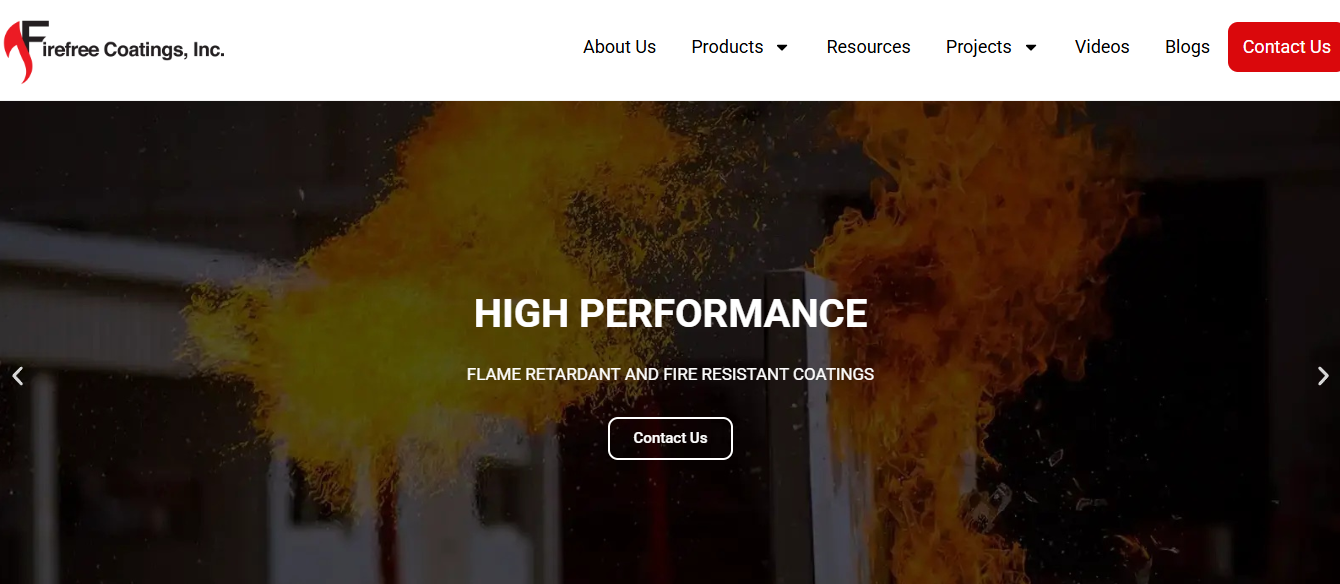 Firefree Coatings, Inc.
About Us
Products
Resources
Projects
Videos
Blogs
Contact Us
HIGH PERFORMANCE
FLAME RETARDANT AND FIRE RESISTANT COATINGS
Contact Us